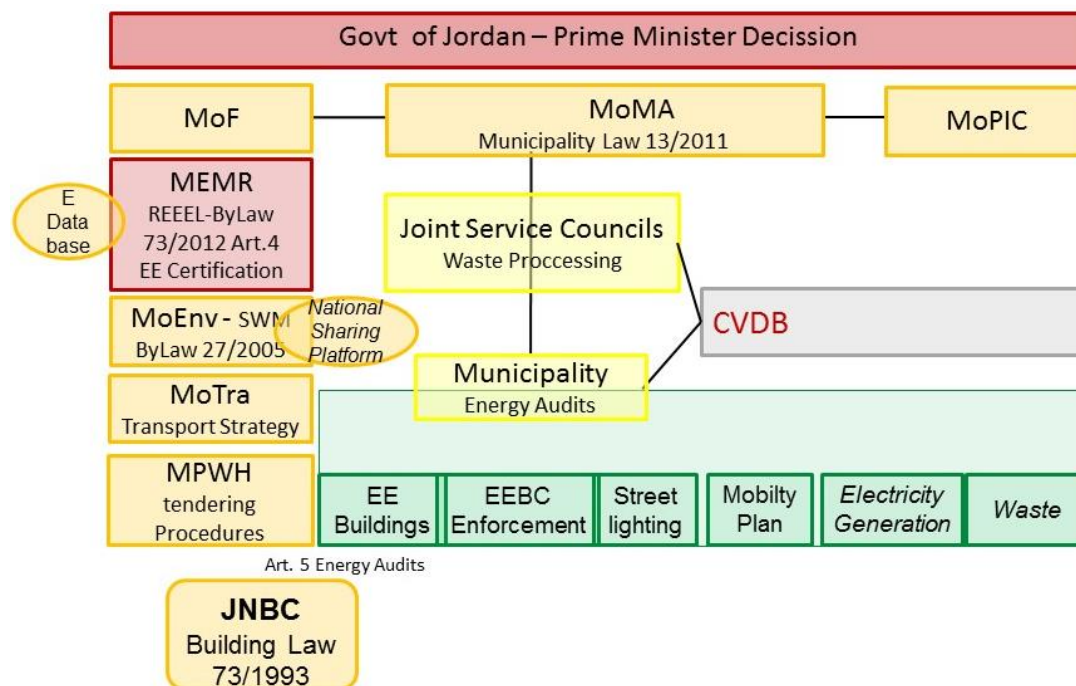 Govt of Jordan – Prime Minister Decission
MoF
MoMA
Municipality Law 13/2011
MoPIC
E
Data
base
MEMR
REEEL-ByLaw
73/2012 Art.4
EE Certification
Joint Service Councils
Waste Proccessing
MoEnv - SWM
ByLaw 27/2005
National
Sharing
Platform
CVDB
Municipality
Energy Audits
MoTra
Transport Strategy
MPWH
tendering
Procedures
EE
Buildings
EEBC
Enforcement
Street
lighting
Mobilty
Plan
Electricity
Generation
Waste
Art. 5 Energy Audits
JNBC
Building Law
73/1993